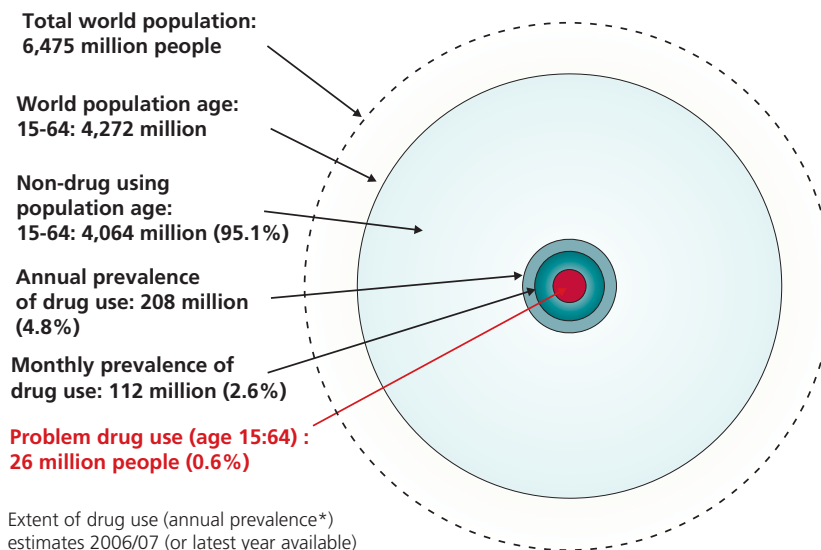 Total world population:
6,475 million people
World population age:
15-64: 4,272 million
Non-drug using
population age:
15-64: 4,064 million (95.1%)
Annual prevalence
of drug use: 208 million
(4.8%)
Monthly prevalence of
drug use: 112 million (2.6%)
Problem drug use (age 15:64) :
26 million people (0.6%)
Extent of drug use (annual prevalence*)
estimates 2006/07 (or latest year available)